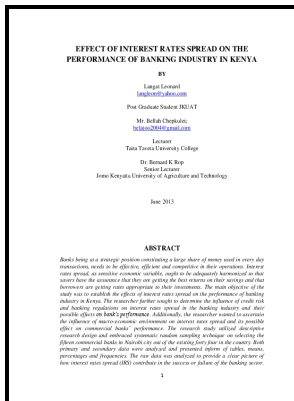 EFFECT OF INTEREST RATES SPREAD ON THE
PERFORMANCE OF BANKING INDUSTRY IN KENYA
BY
Langat Leonard
langleon@yahoo.com
Post Graduate Student JKUAT
Mr. Bellah Chepkulei;
bellaisoo2004@gmail.com
Lecturer
Taita Taveta University College
Dr. Bernard K Rop
Senior Lecturer
Jomo Kenyatta University of Agriculture and Technology
June 2013
ABSTRACT
Banks being at a strategic position constituting a large share of money used in every day
transactions, needs to be effective, efficient and competitive in their operations. Interest
rates spread, as sensitive economic variable, ought to be adequately harmonized so that
savers have the assurance that they are getting the best returns on their savings and that
borrowers are getting rates appropriate to their investments. The main objective of the
study was to establish the effects of interest rates spread on the performance of banking
industry in Kenya. The researcher further sought to determine the influence of credit risk
and banking regulations on interest rates spread in the banking industry and their
possible effects on bank's performance. Additionally, the researcher wanted to ascertain
the influence of macro-economic environment on interest rates spread and its possible
effect on commercial banks' performance. The research study utilized descriptive
research design and embraced systematic random sampling technique on selecting the
fifteen commercial banks in Nairobi city out of the existing forty four in the country. Both
primary and secondary data were analyzed and presented inform of tables, means,
percentages and frequencies. The raw data was analyzed to provide a clear picture of
how interest rates spread (IRS) contribute in the success or failure of the banking sector.
1